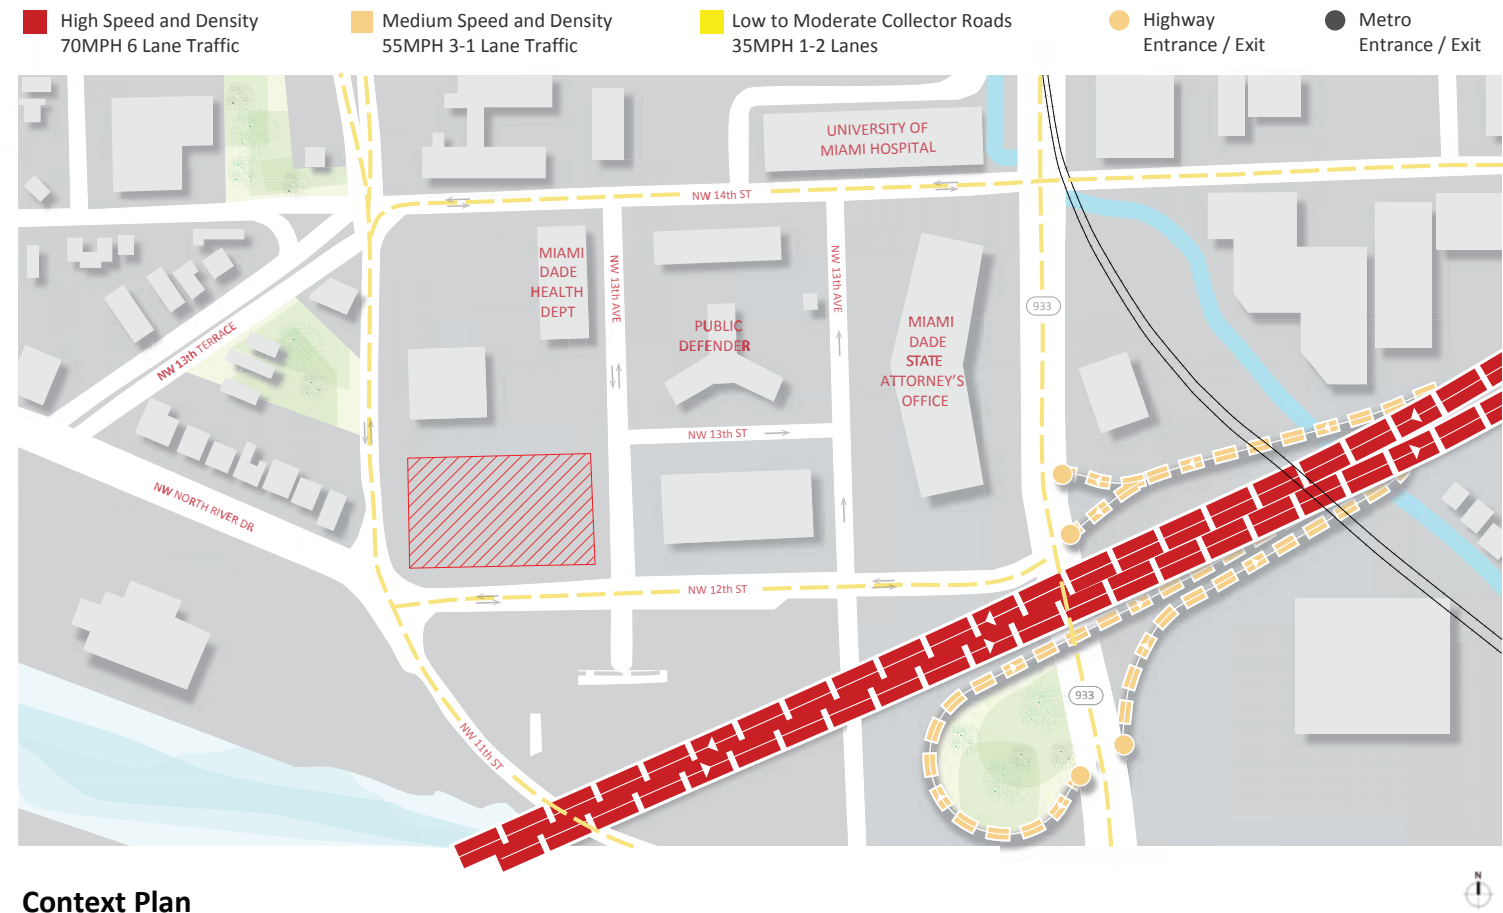 High Speed and Density
70MPH 6 Lane Traffic
Medium Speed and Density
55MPH 3-1 Lane Traffic
Low to Moderate Collector Roads
35MPH 1-2 Lanes
Highway
Entrance / Exit
Metro
Entrance / Exit
UNIVERSITY OF
MIAMI HOSPITAL
NW 14th ST
MIAMI
DADE
HEALTH
DEPT
NW 13th AVE
NW 13th AVE
PUBLIC
DEFENDER
933
MIAMI
DADE
STATE
ATTORNEY'S
OFFICE
NW 13th TERRACE
NW 13th ST
NW NORTH RIVER DR
NW 12th ST
933
NW 11th ST
Context Plan
N